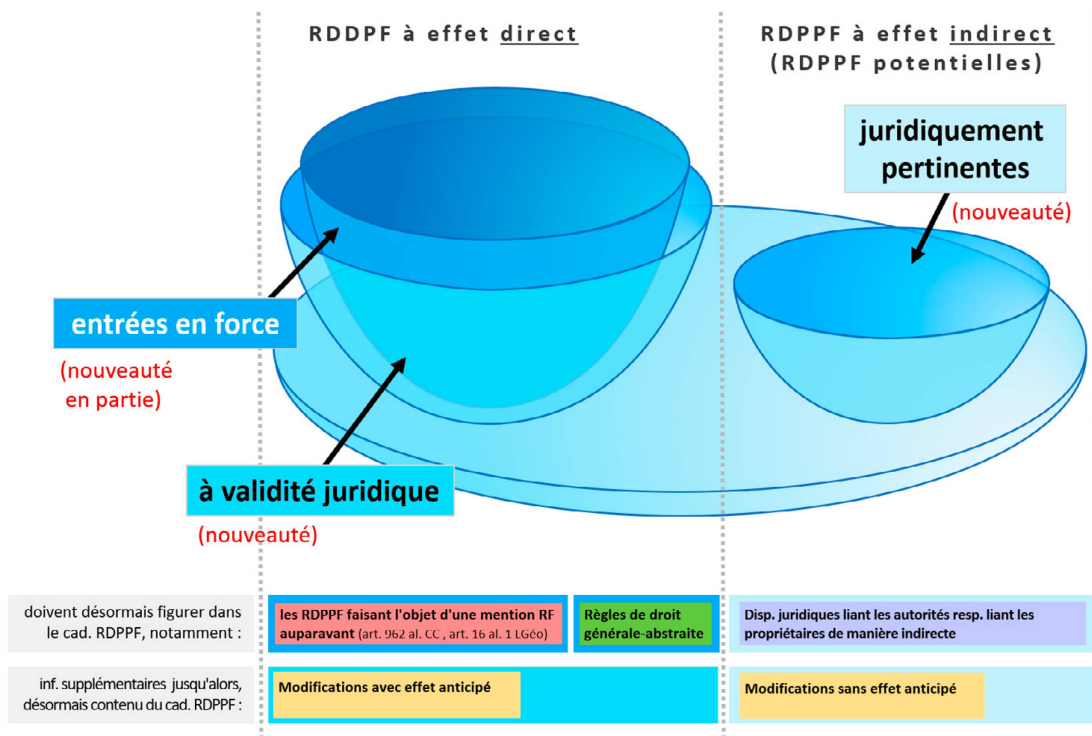 RDDPF à effet direct
RDPPF à effet indirect
(RDPPF potentielles)
juridiquement
pertinentes
(nouveauté)
entrées en force
(nouveauté
en partie)
à validité juridique
(nouveauté)
doivent désormais figurer dans
le cad. RDPPF, notamment :
les RDPPF faisant l'objet d'une mention RF
auparavant (art. 962 al. CC , art. 16 al. 1 LGéo)
Règles de droit
générale-abstraite
Disp. juridiques liant les autorités resp. liant les
propriétaires de manière indirecte
inf. supplémentaires jusqu'alors,
désormais contenu du cad. RDPPF :
Modifications avec effet anticipé
Modifications sans effet anticipé